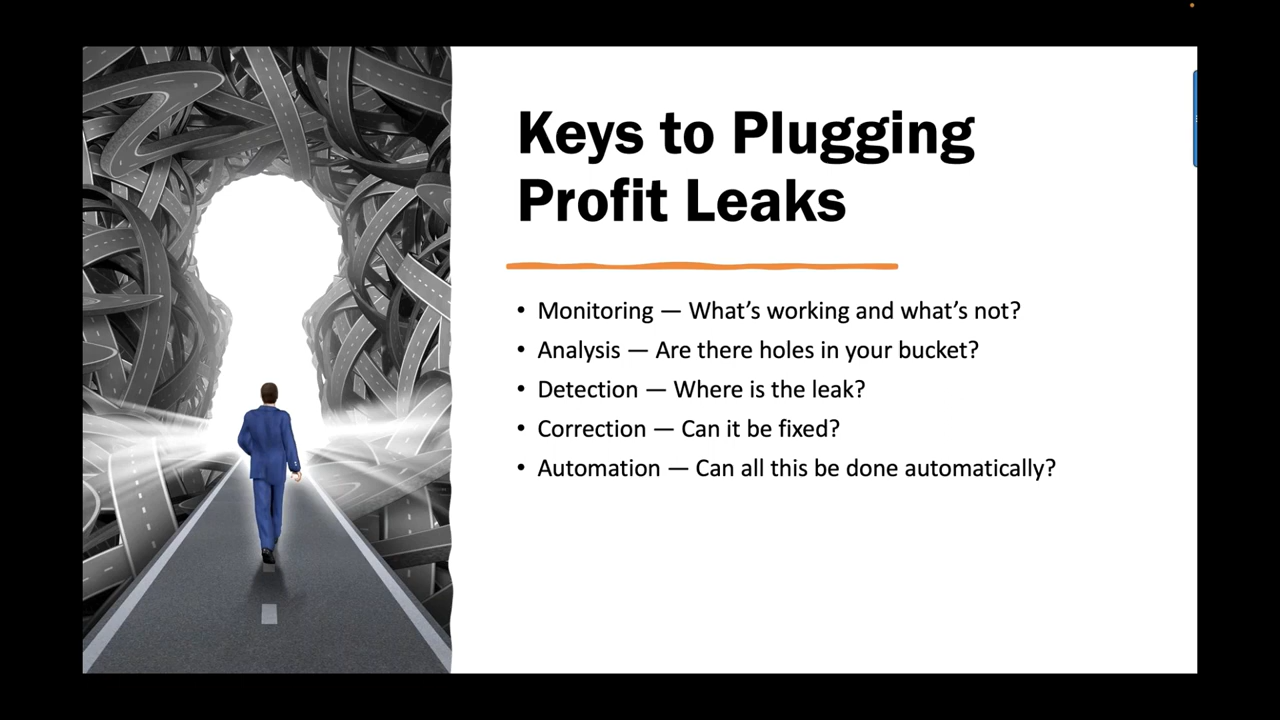 Keys to Plugging
Profit Leaks
• Monitoring — What’s working and what’s not?
• Analysis — Are there holes in your bucket?
• Detection — Where is the leak?
• Correction — Can it be fixed?
• Automation — Can all this be done automatically?